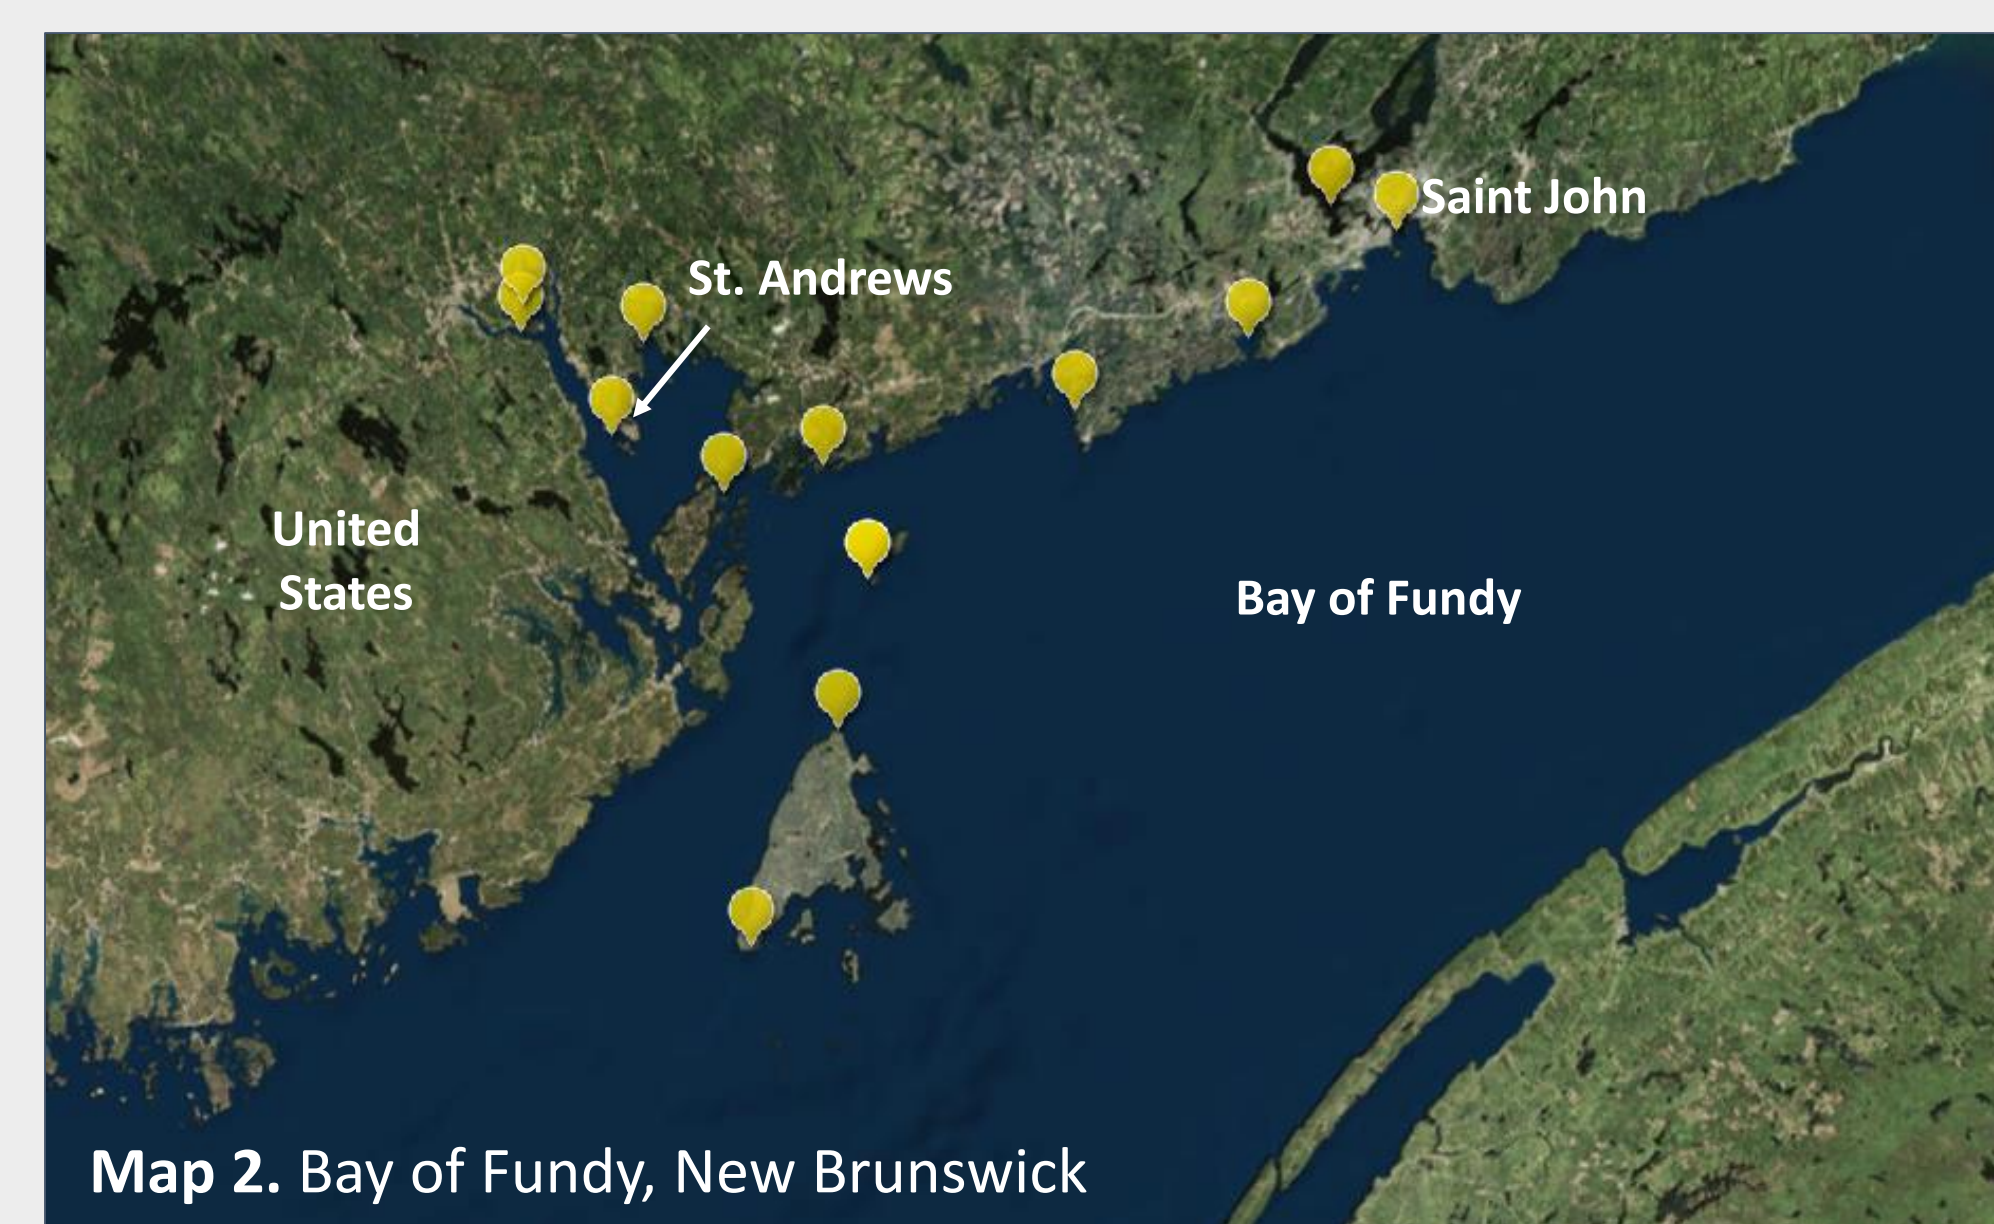 Saint John
St. Andrews
United
States
Bay of Fundy
Map 2. Bay of Fundy, New Brunswick